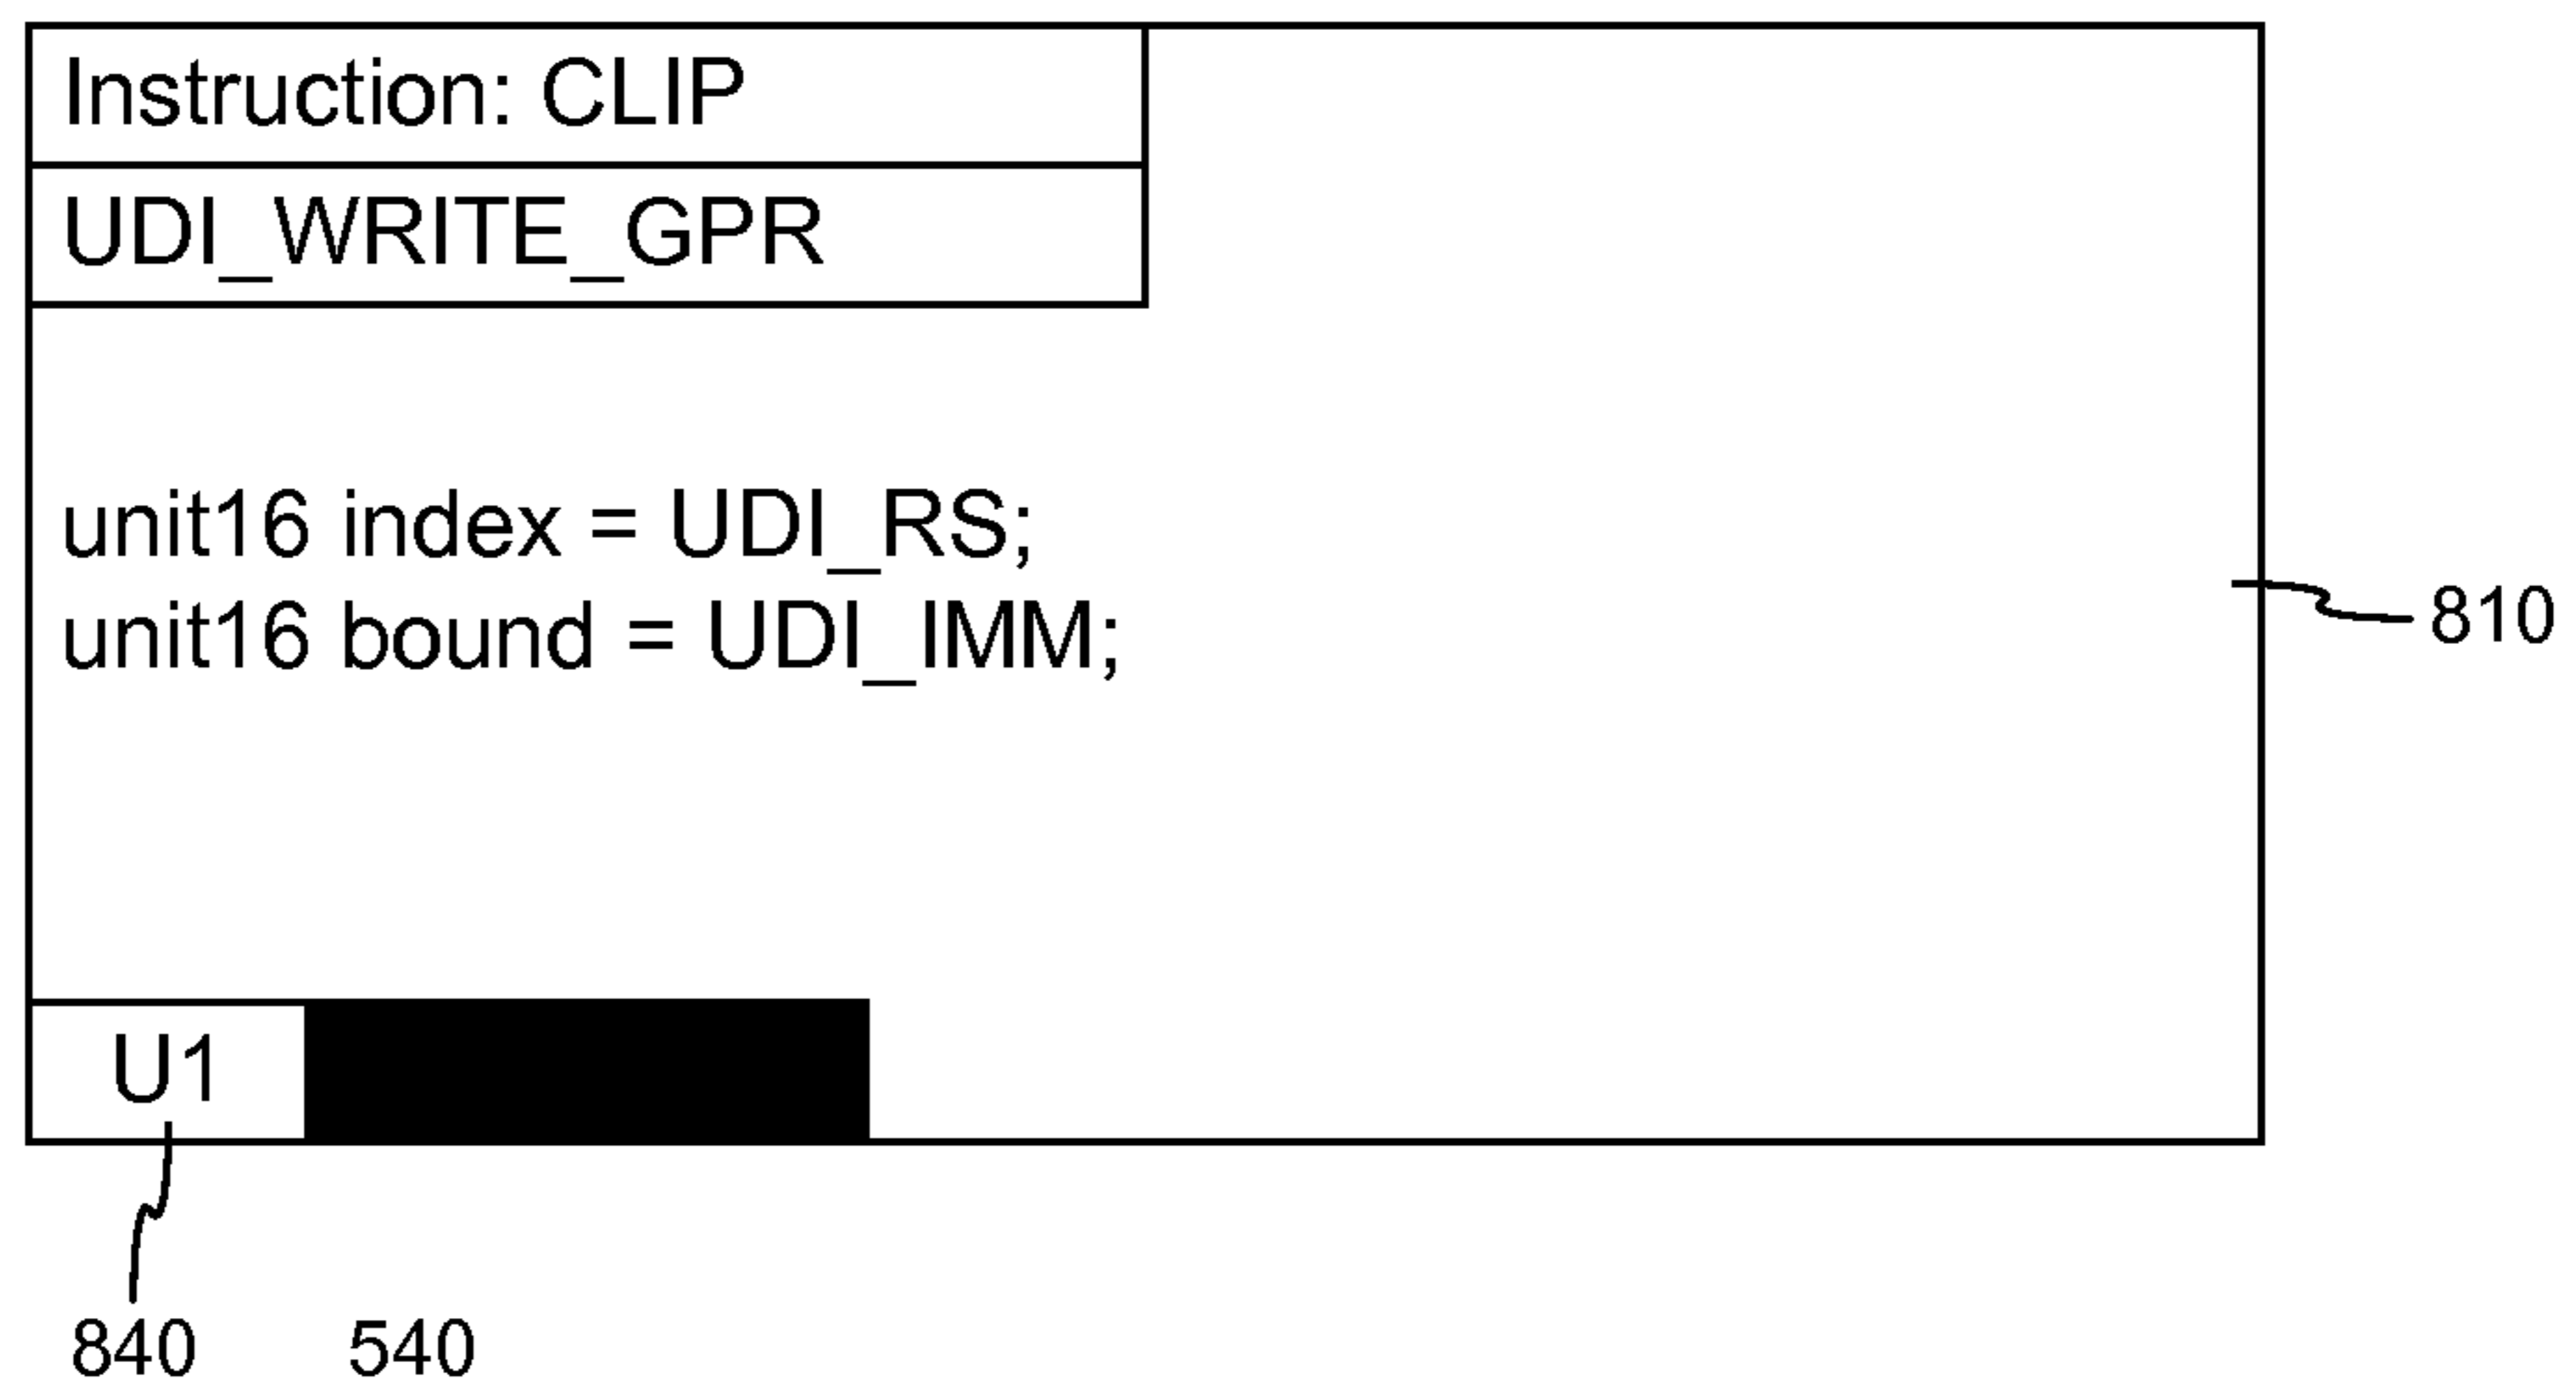 Instruction: CLIP
UDI_WRITE_GPR
unit16 index = UDI_RS;
unit16 bound = UDI_IMM;
810
U1
840 540